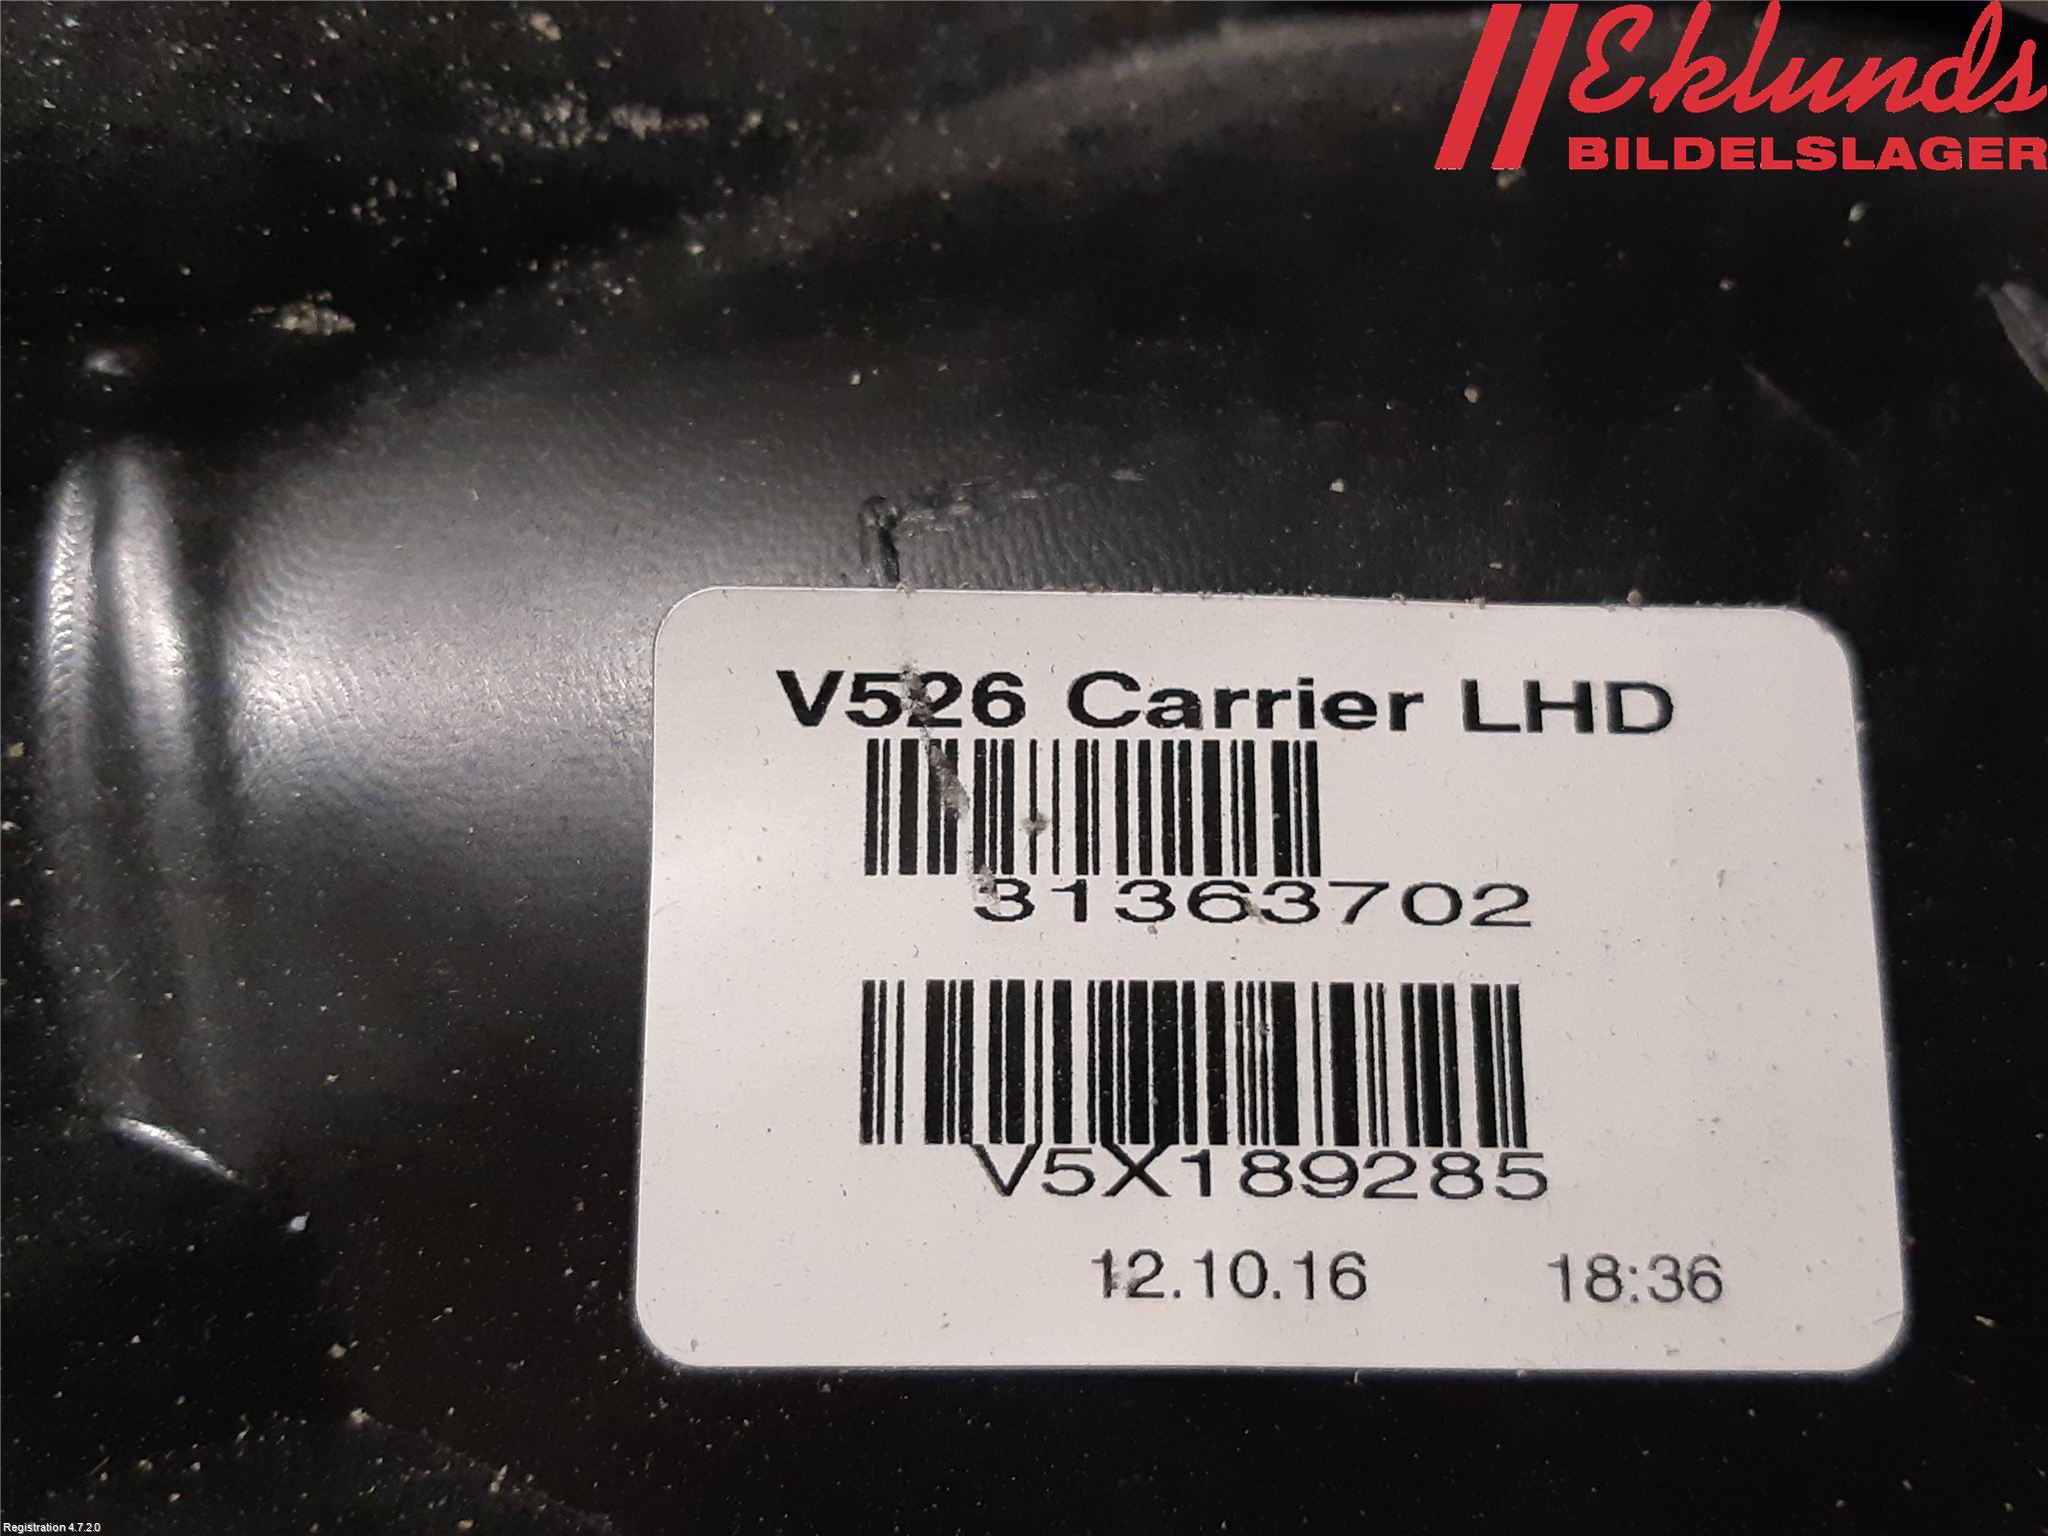 Eklunds
BILDELSLAGER
V526 Carrier LHD
31363702
V5X189285
12.10.16 18:36
Registration 4.7.2.0